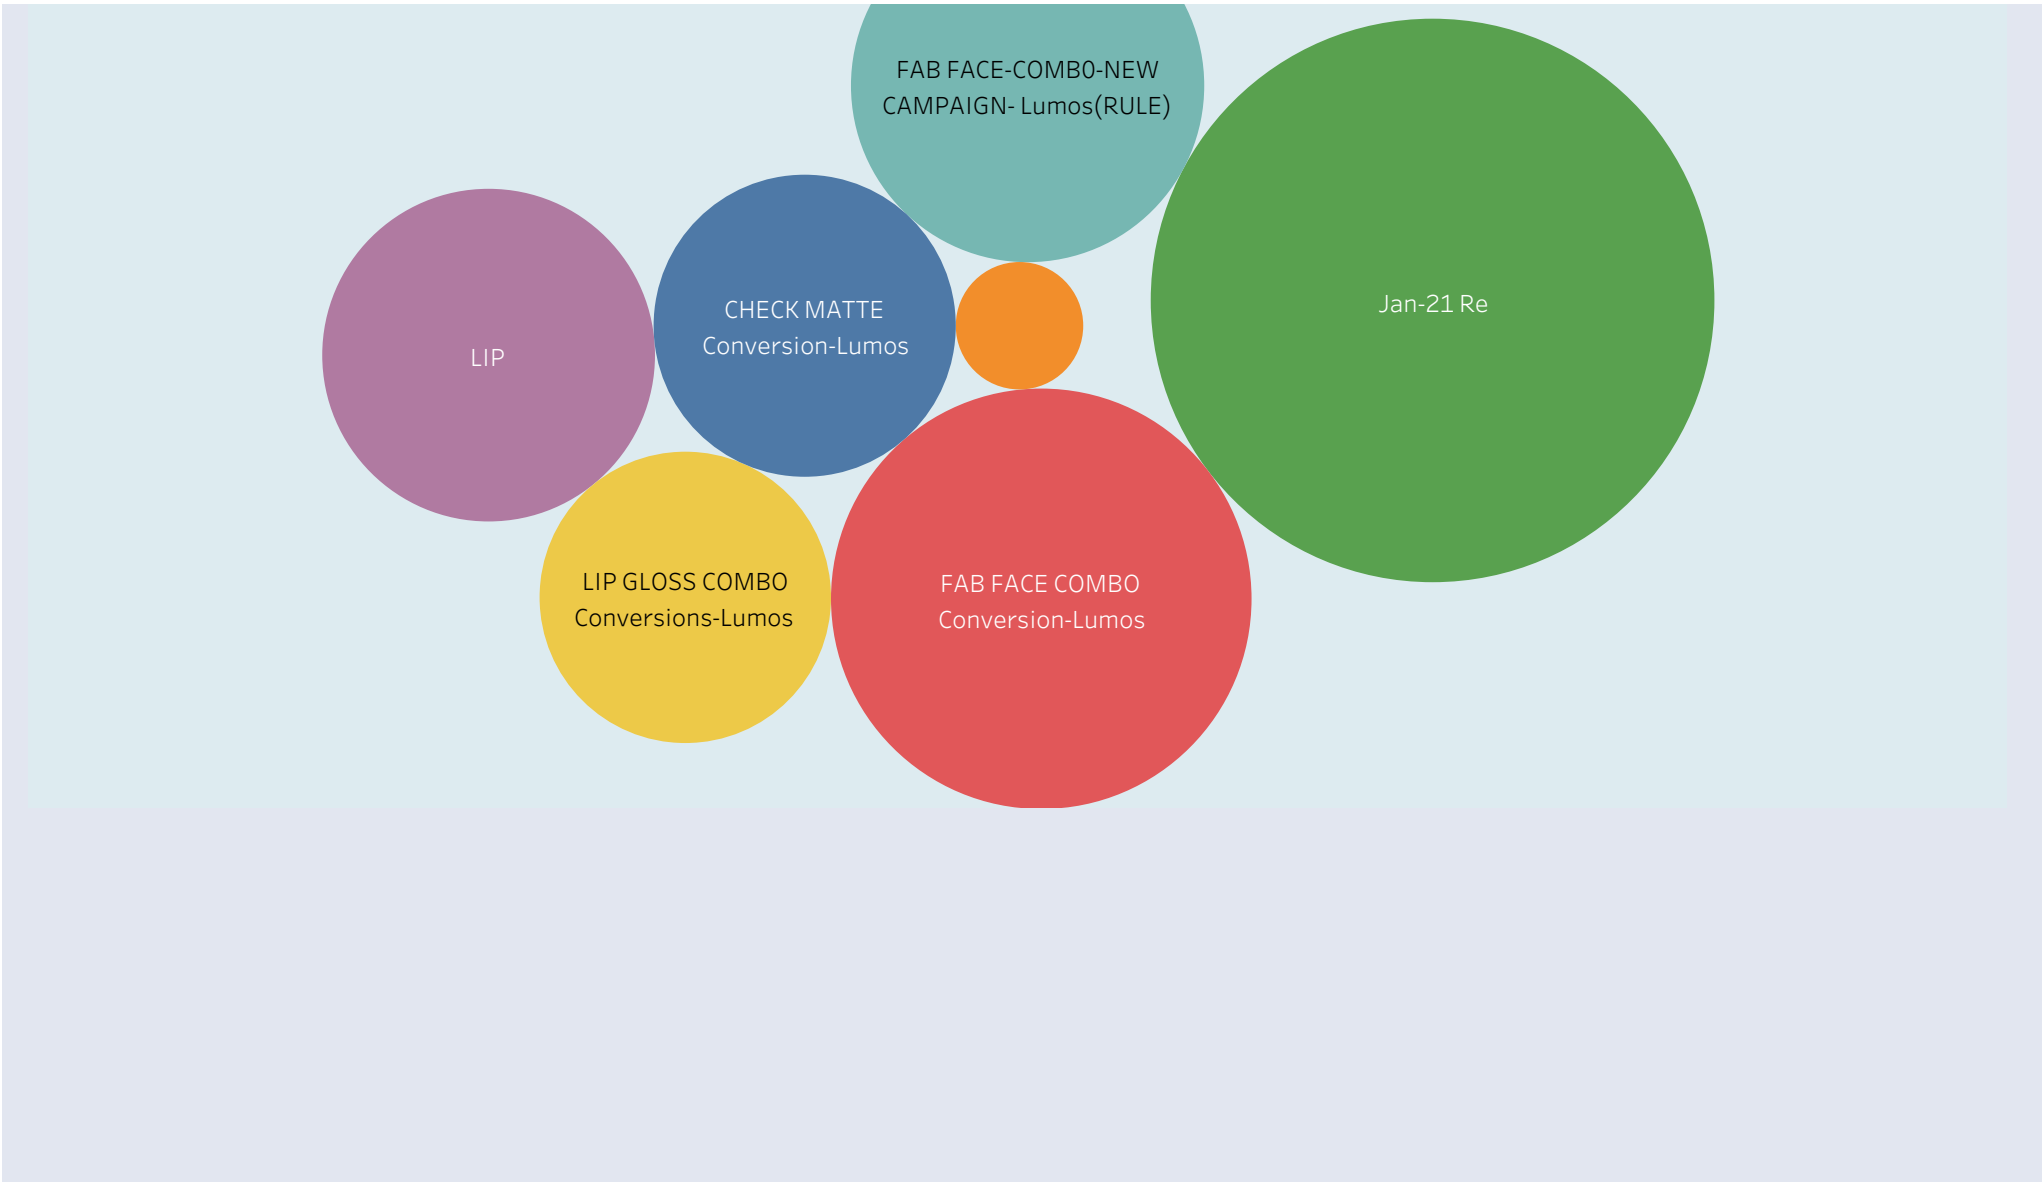 FAB FACE-COMB0-NEW
CAMPAIGN- Lumos(RULE)
Jan-21 Re
CHECK MATTE
Conversion-Lumos
LIP
LIP GLOSS COMBO
Conversions-Lumos
FAB FACE COMBO
Conversion-Lumos